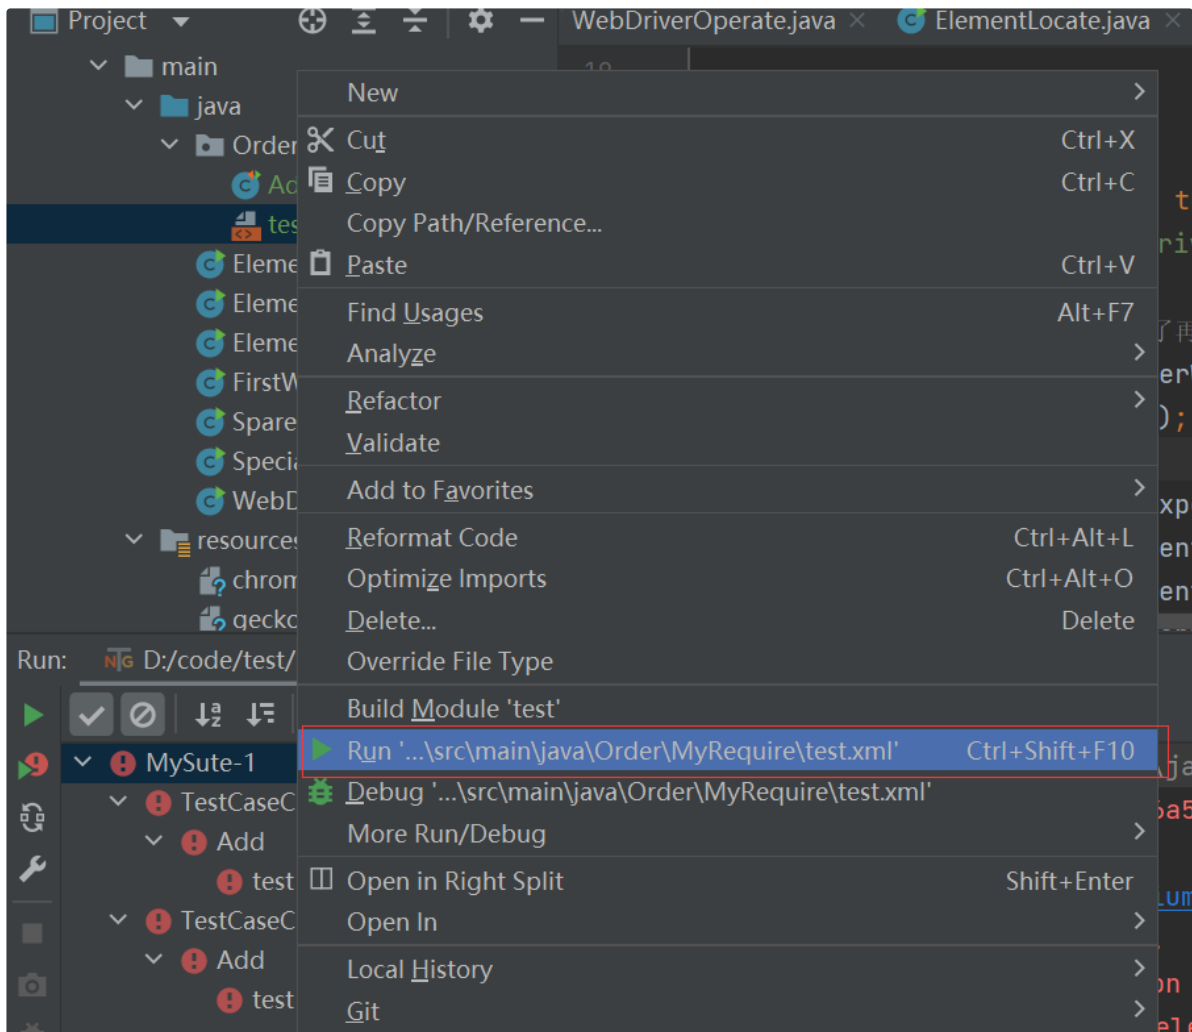 Project
WebDriverOperate.java
ElementLocate.java
main
java
Order
test
New
Cut Ctrl+X
Copy Ctrl+C
Copy Path/Reference...
Paste Ctrl+V
Find Usages Alt+F7
Analyze
Refactor
Validate
Add to Favorites
Reformat Code Ctrl+Alt+L
Optimize Imports Ctrl+Alt+O
Delete... Delete
Override File Type
Build Module 'test'
Run '...\src\main\java\Order\MyRequire\test.xml' Ctrl+Shift+F10
Debug '...\src\main\java\Order\MyRequire\test.xml'
More Run/Debug
Open in Right Split Shift+Enter
Open In
Local History
Git
Eleme
Eleme
Eleme
FirstW
Spare
Specia
WebD
resources
chrom
gecko
Run: D:/code/test/
MySute-1
TestCaseC
Add
test
TestCaseC
Add
test